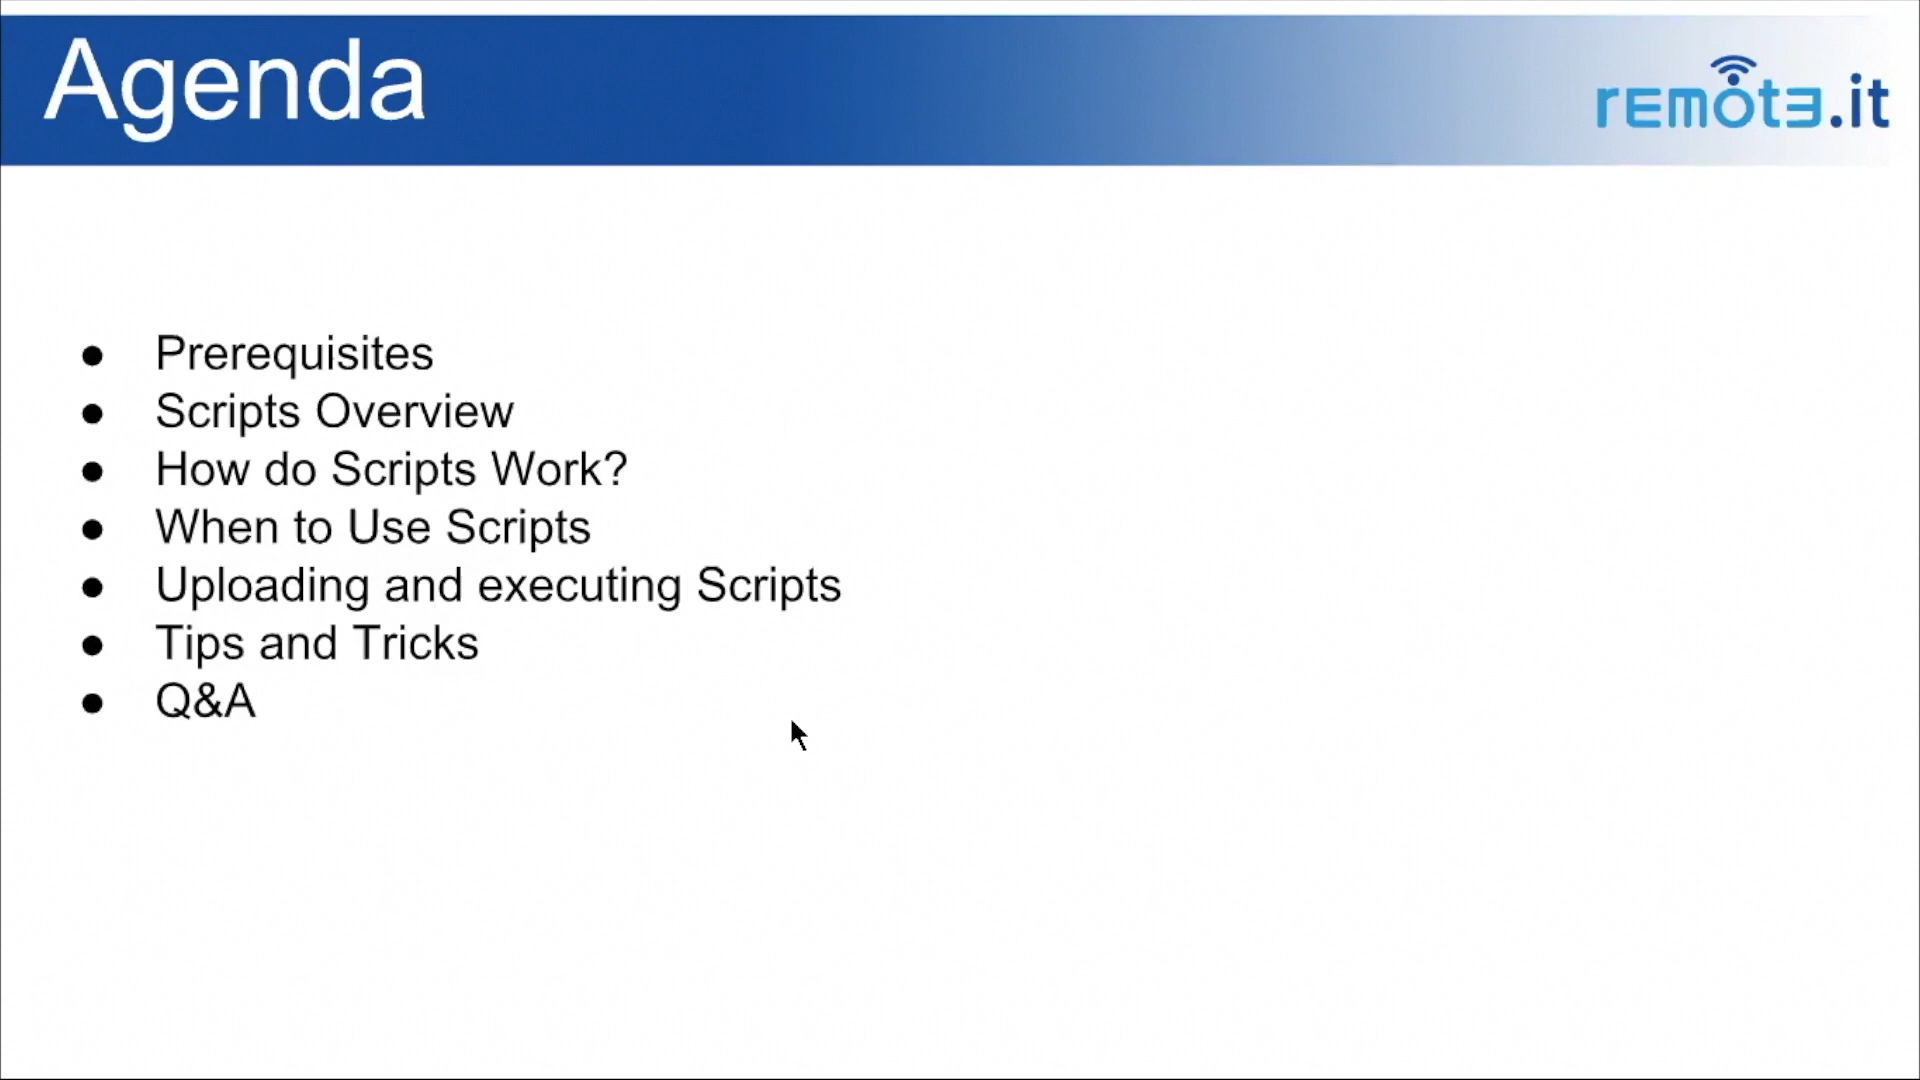 Agenda
remot3.it
● Prerequisites
● Scripts Overview
● How do Scripts Work?
● When to Use Scripts
● Uploading and executing Scripts
● Tips and Tricks
● Q&A